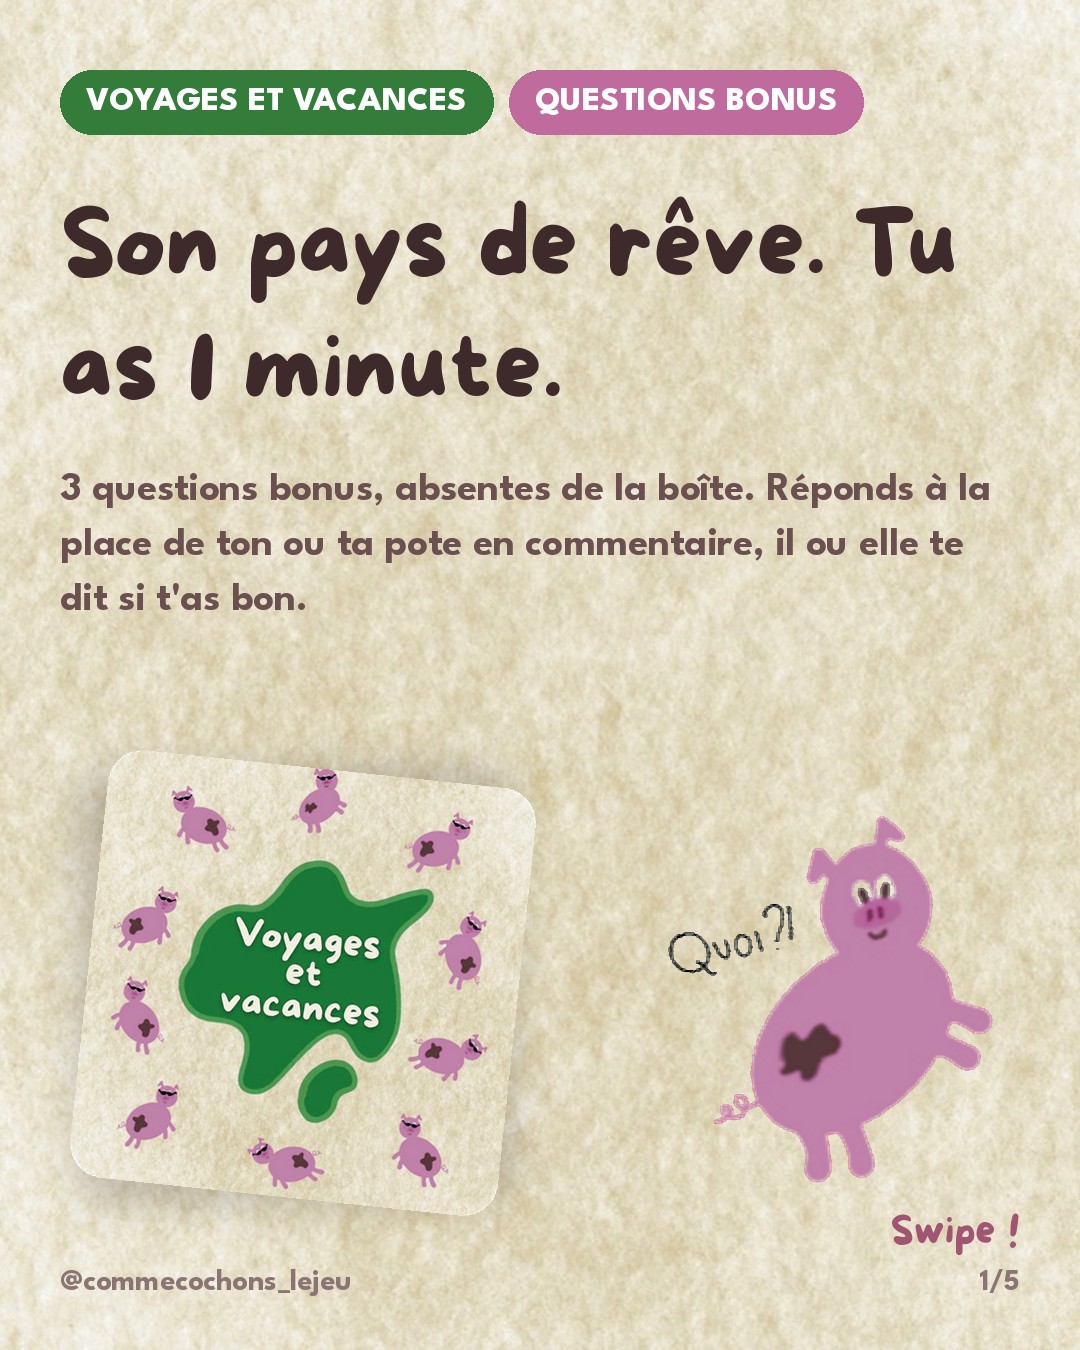 VOYAGES ET VACANCES
QUESTIONS BONUS
Son pays de rêve. Tu
as 1 minute.
3 questions bonus, absentes de la boîte. Réponds à la
place de ton ou ta pote en commentaire, il ou elle te
dit si t'as bon.
Voyages
et
vacances
Quoi?!
Swipe !
@commecochons_lejeu
1/5